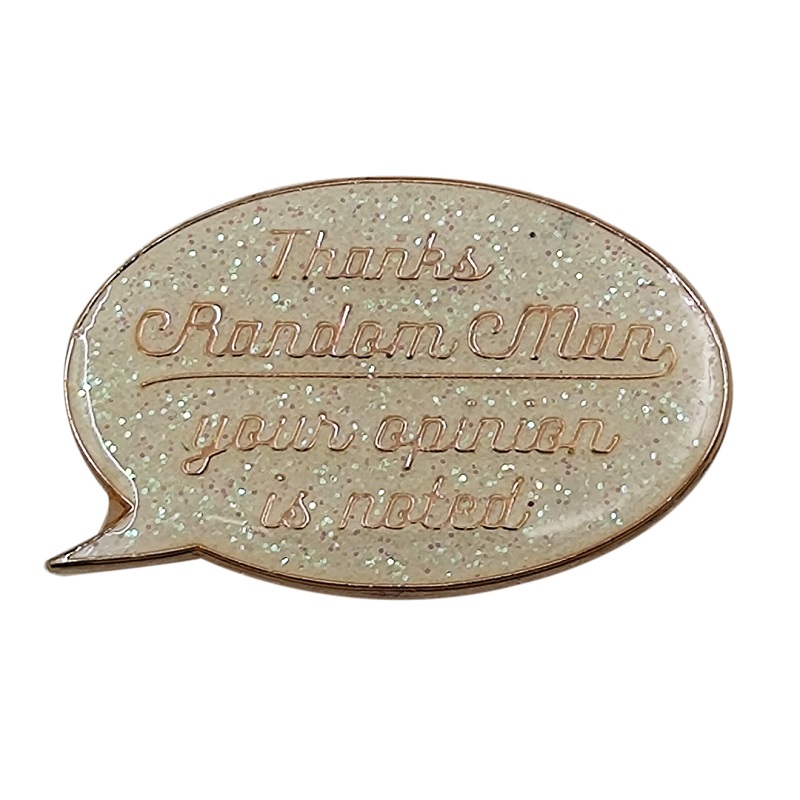 Thanks
Random Man
your opinion
is noted